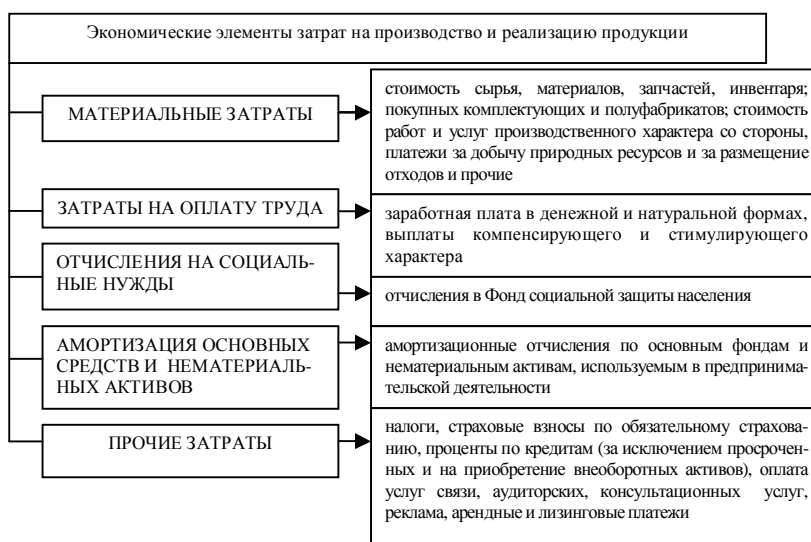 Экономические элементы затрат на производство и реализацию продукции
МАТЕРИАЛЬНЫЕ ЗАТРАТЫ
стоимость сырья, материалов, запчастей, инвентаря;
покупных комплектующих и полуфабрикатов; стоимость
работ и услуг производственного характера со стороны,
платежи за добычу природных ресурсов и за размещение
отходов и прочие
ЗАТРАТЫ НА ОПЛАТУ ТРУДА
заработная плата в денежной и натуральной формах,
выплаты компенсирующего и стимулирующего
характера
ОТЧИСЛЕНИЯ НА СОЦИАЛЬ-
НЫЕ НУЖДЫ
отчисления в Фонд социальной защиты населения
АМОРТИЗАЦИЯ ОСНОВНЫХ
СРЕДСТВ И НЕМАТЕРИАЛЬ-
НЫХ АКТИВОВ
амортизационные отчисления по основным фондам и
нематериальным активам, используемым в предпринима-
тельской деятельности
ПРОЧИЕ ЗАТРАТЫ
налоги, страховые взносы по обязательному страхова-
нию, проценты по кредитам (за исключением просрочен-
ных и на приобретение внеоборотных активов), оплата
услуг связи, аудиторских, консультационных услуг,
реклама, арендные и лизинговые платежи